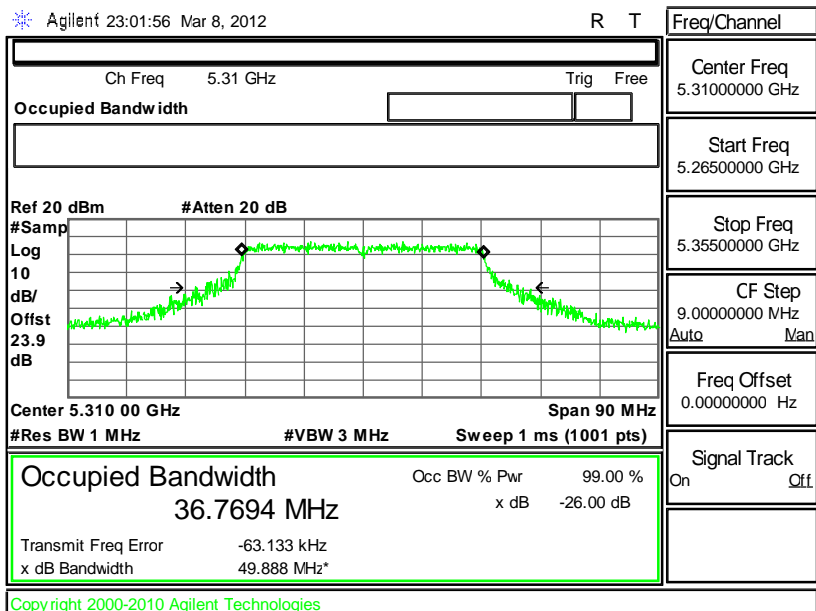 Agilent 23:01:56 Mar 8, 2012 R T
Freq/Channel
Ch Freq 5.31 GHz Trig Free
Occupied Bandwidth
Center Freq
5.31000000 GHz
Start Freq
5.26500000 GHz
Stop Freq
5.35500000 GHz
CF Step
9.00000000 MHz
Auto Man
Freq Offset
0.00000000 Hz
Signal Track
On Off
Ref 20 dBm #Atten 20 dB
#Samp
Log
10
dB/
Offst
23.9
dB
Center 5.310 00 GHz Span 90 MHz
#Res BW 1 MHz #VBW 3 MHz Sweep 1 ms (1001 pts)
Occupied Bandwidth Occ BW % Pwr 99.00 %
36.7694 MHz x dB -26.00 dB
Transmit Freq Error -63.133 kHz
x dB Bandwidth 49.888 MHz*
Copyright 2000-2010 Agilent Technologies